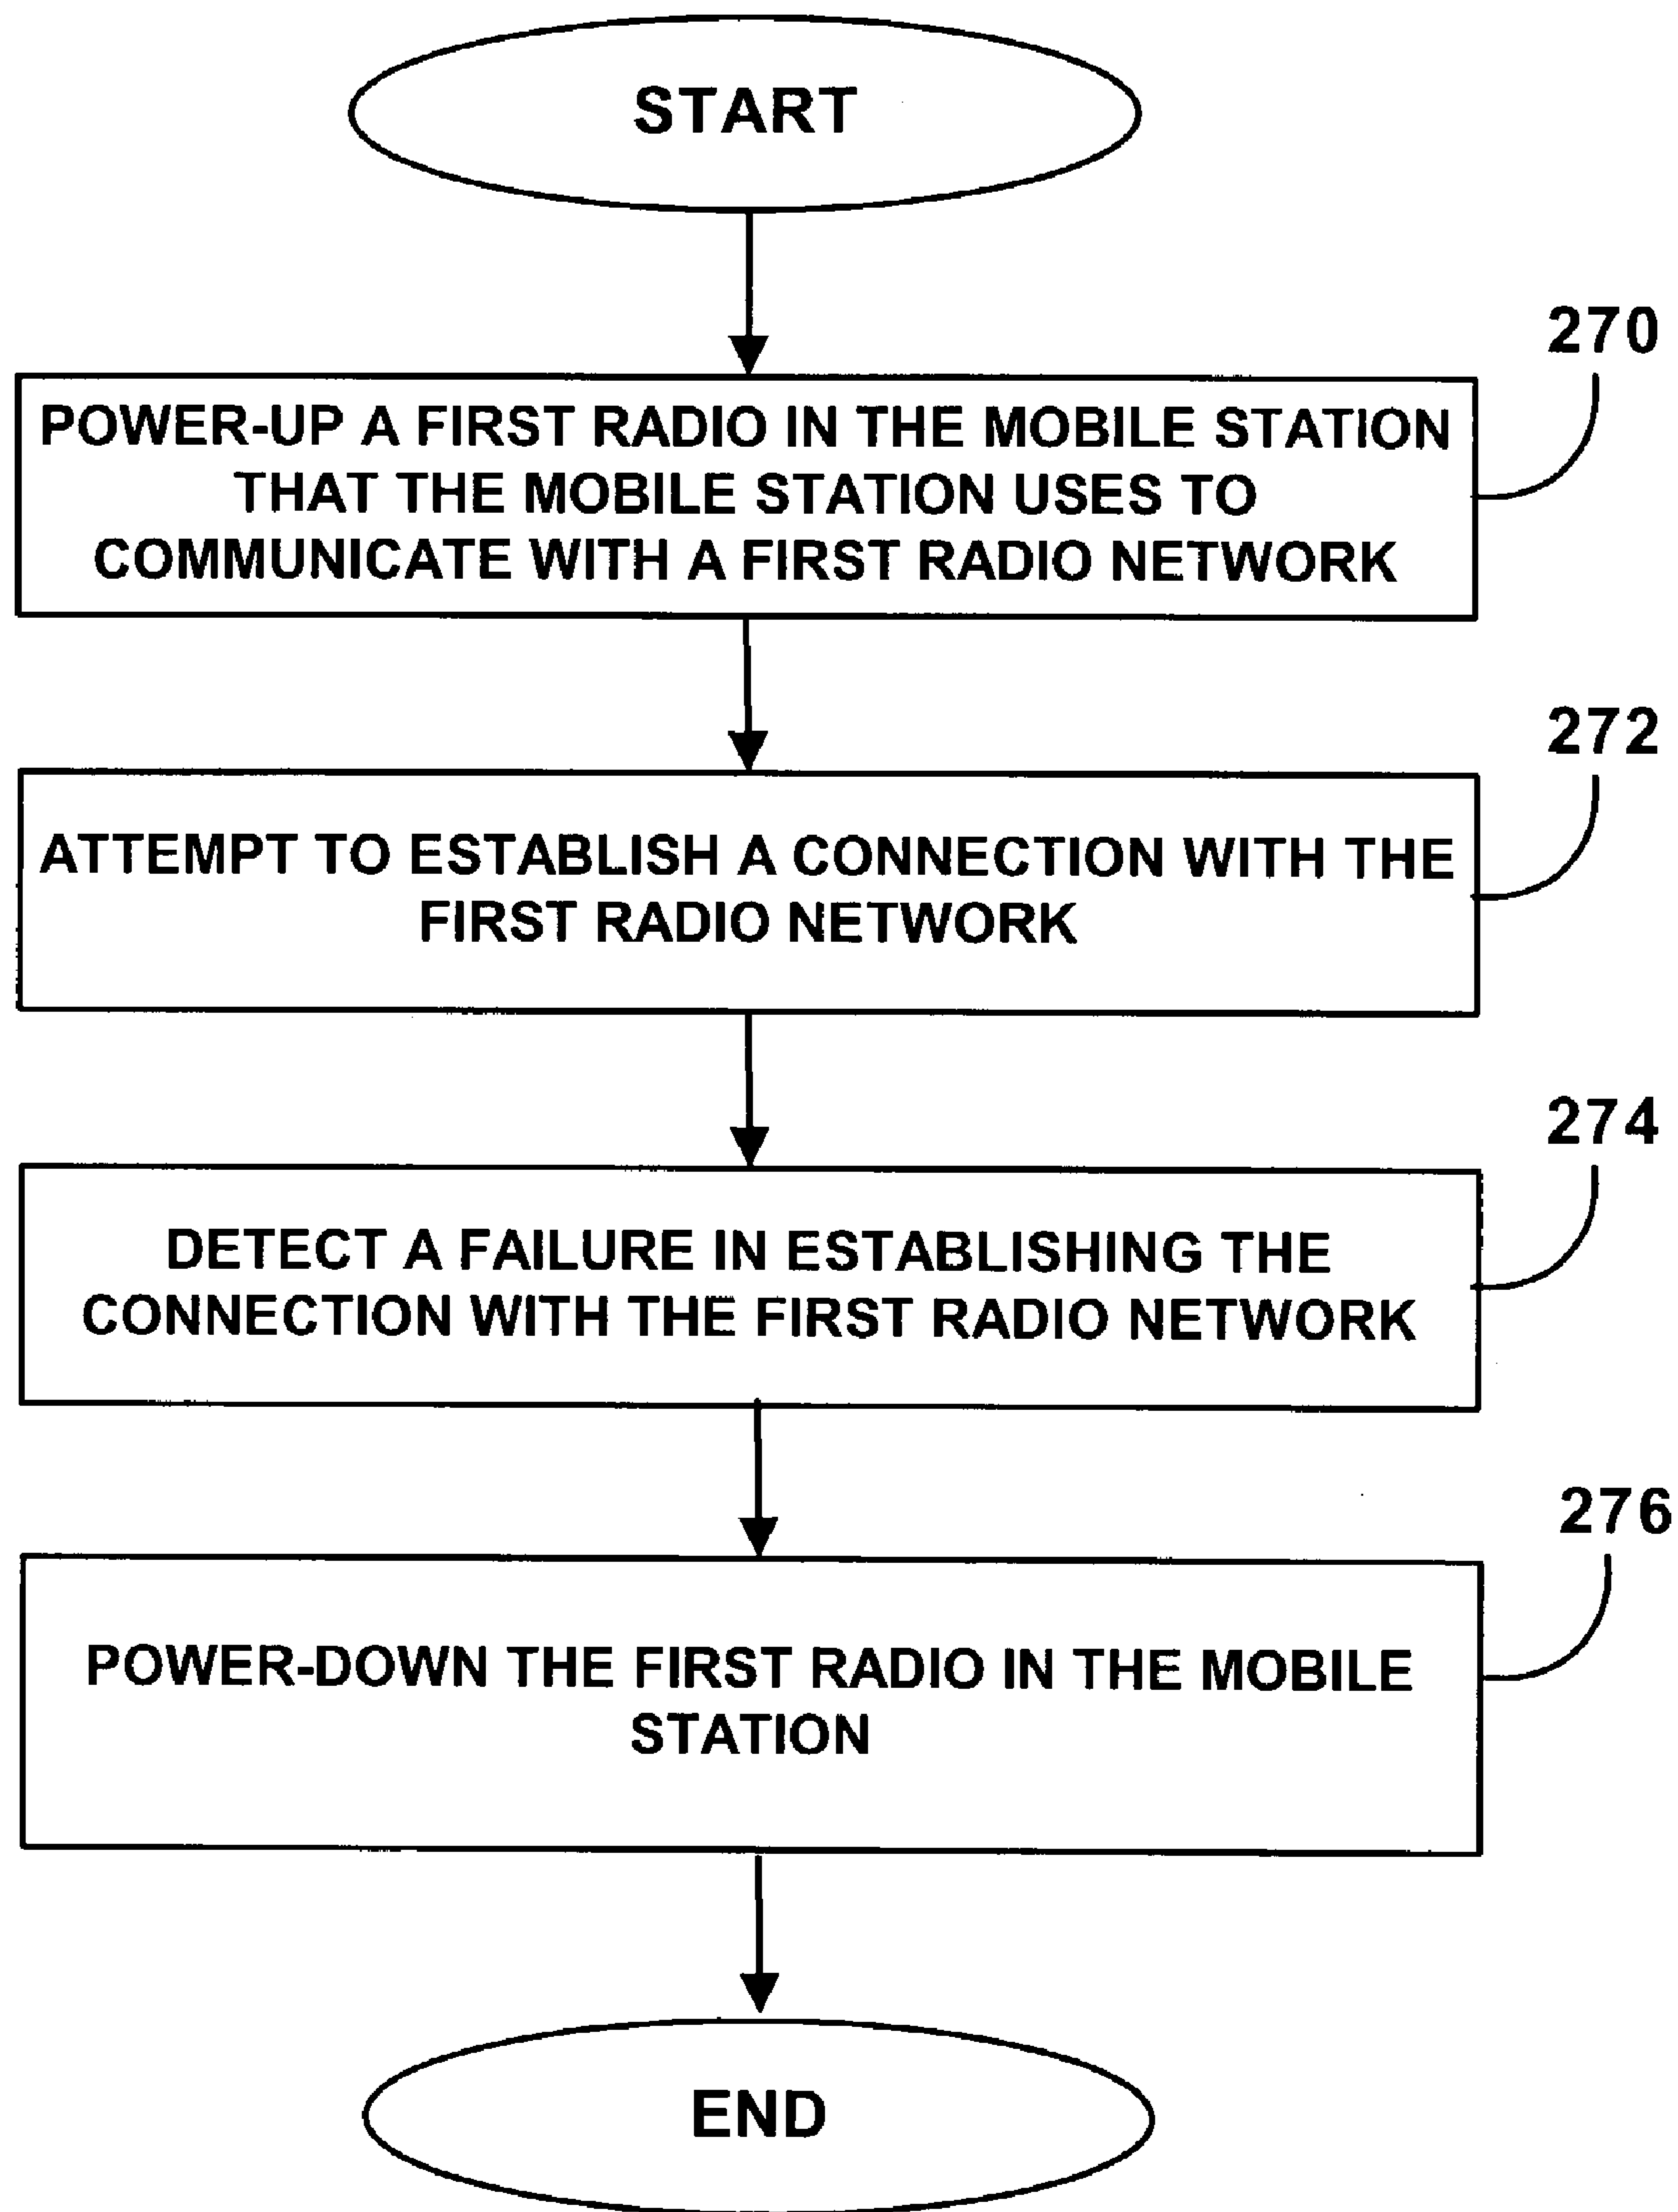 START
270
POWER-UP A FIRST RADIO IN THE MOBILE STATION
THAT THE MOBILE STATION USES TO
COMMUNICATE WITH A FIRST RADIO NETWORK
272
ATTEMPT TO ESTABLISH A CONNECTION WITH THE
FIRST RADIO NETWORK
274
DETECT A FAILURE IN ESTABLISHING THE
CONNECTION WITH THE FIRST RADIO NETWORK
276
POWER-DOWN THE FIRST RADIO IN THE MOBILE
STATION
END